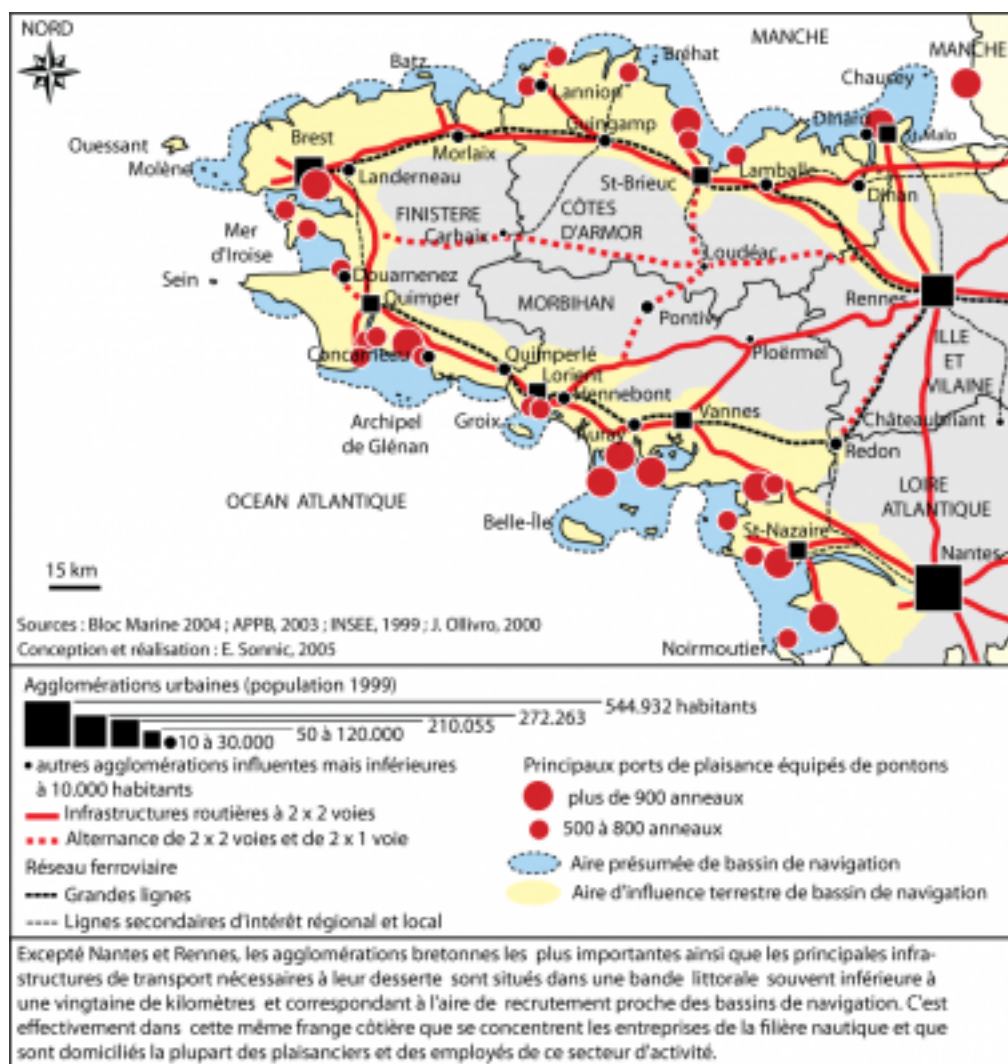 NORD
MANCHE
MANCHE
Bréhat
Batz
Chausey
Lannion
Dinard
St-Malo
Guingamp
Brest
Ouessant
Morlaix
Molène
Landerneau
St-Brieuc
Lamballe
Dinan
FINISTERE
CÔTES
D'ARMOR
Carhaix
Mer
d'Iroise
Loudéac
Sein
Douarnenez
Quimper
MORBIHAN
Rennes
Pontivy
ILLE
ET
VILAINE
Ploërmel
Concarneau
Quimperlé
Lorient
Hennebont
Châteaubriant
Archipel
de Glénan
Groix
Vannes
Auray
Redon
OCEAN ATLANTIQUE
LOIRE
ATLANTIQUE
Belle-Île
St-Nazaire
Nantes
15 km
Noirmoutier
Sources : Bloc Marine 2004 ; APPB, 2003 ; INSEE, 1999 ; J. Ollivro, 2000
Conception et réalisation : E. Sonnic, 2005
Agglomérations urbaines (population 1999)
544.932 habitants
272.263
210.055
50 à 120.000
10 à 30.000
autres agglomérations influentes mais inférieures
à 10.000 habitants
Infrastructures routières à 2 x 2 voies
Alternance de 2 x 2 voies et de 2 x 1 voie
Réseau ferroviaire
Grandes lignes
Lignes secondaires d'intérêt régional et local
Principaux ports de plaisance équipés de pontons
plus de 900 anneaux
500 à 800 anneaux
Aire présumée de bassin de navigation
Aire d'influence terrestre de bassin de navigation
Excepté Nantes et Rennes, les agglomérations bretonnes les plus importantes ainsi que les principales infra-
structures de transport nécessaires à leur desserte sont situés dans une bande littorale souvent inférieure à
une vingtaine de kilomètres et correspondant à l'aire de recrutement proche des bassins de navigation. C'est
effectivement dans cette même frange côtière que se concentrent les entreprises de la filière nautique et que
sont domiciliés la plupart des plaisanciers et des employés de ce secteur d'activité.